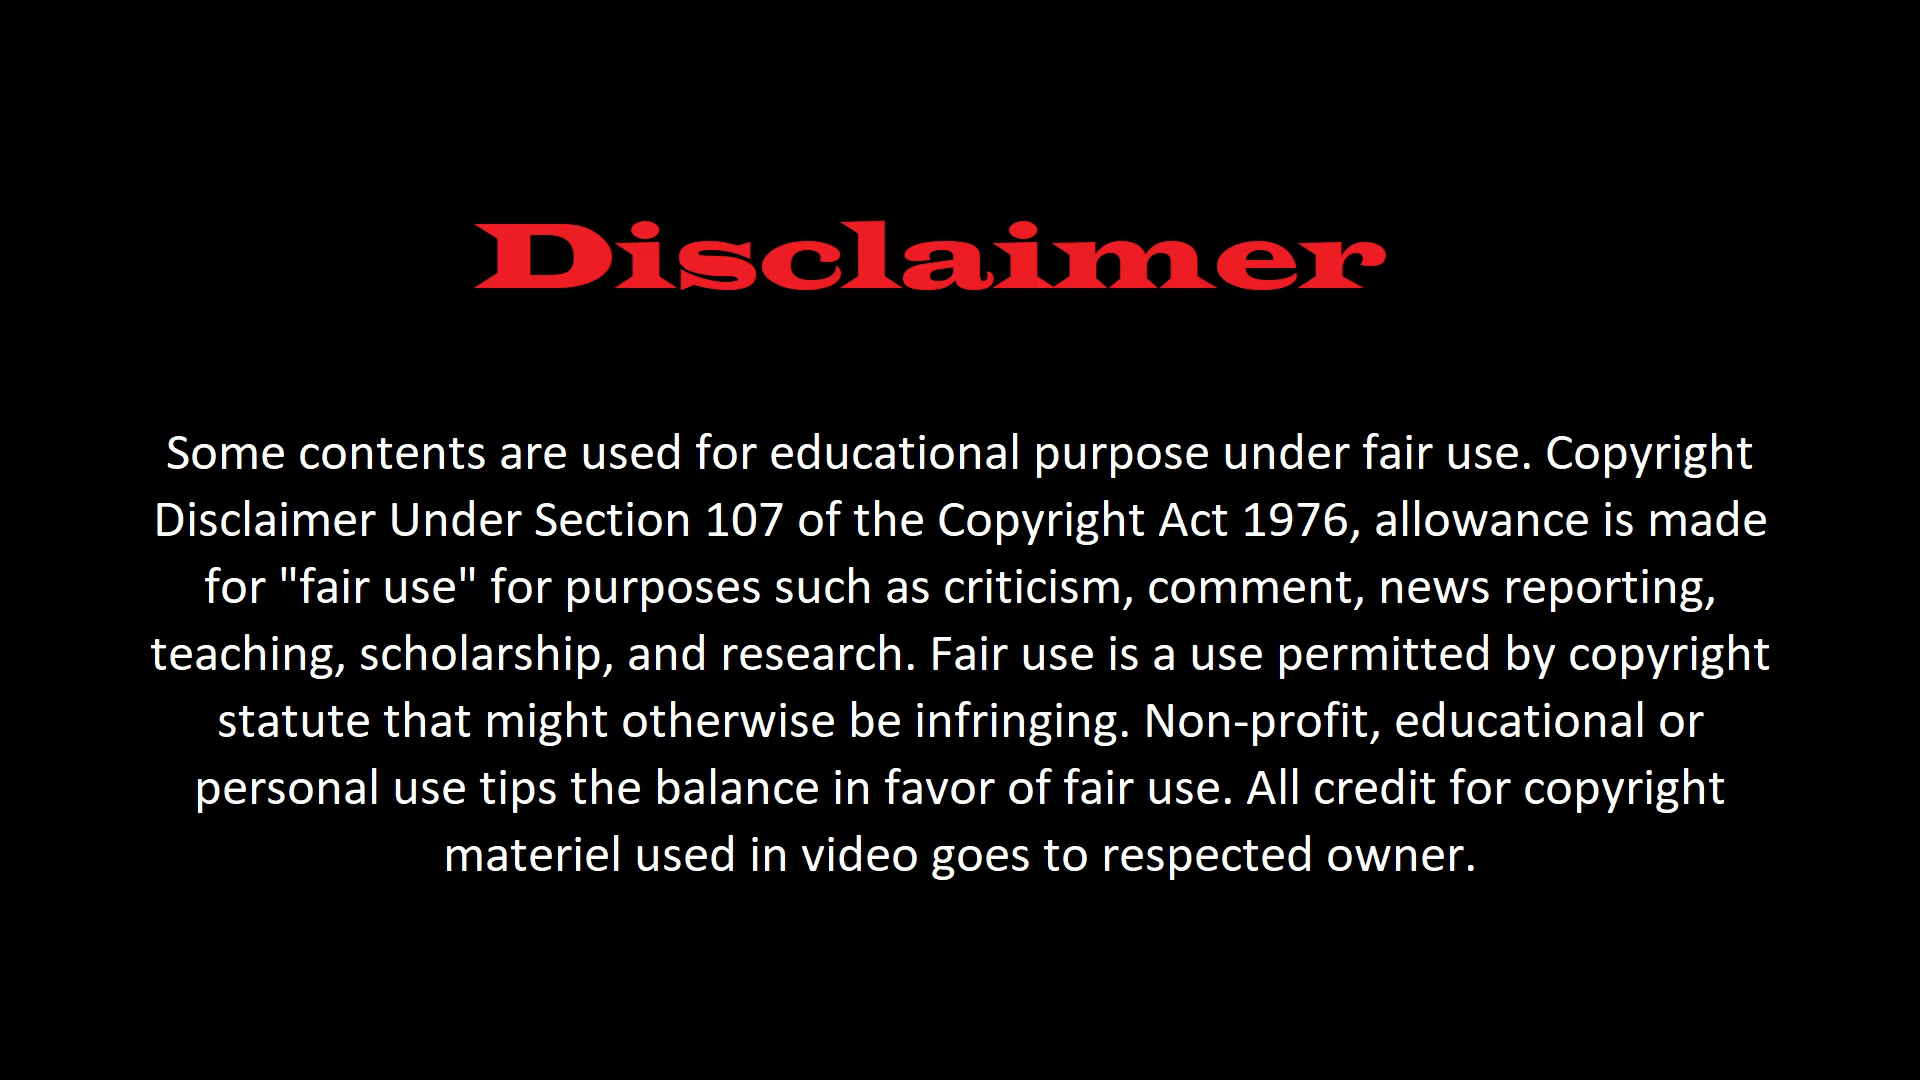 Disclaimer
Some contents are used for educational purpose under fair use. Copyright
Disclaimer Under Section 107 of the Copyright Act 1976, allowance is made
for "fair use" for purposes such as criticism, comment, news reporting,
teaching, scholarship, and research. Fair use is a use permitted by copyright
statute that might otherwise be infringing. Non-profit, educational or
personal use tips the balance in favor of fair use. All credit for copyright
materiel used in video goes to respected owner.